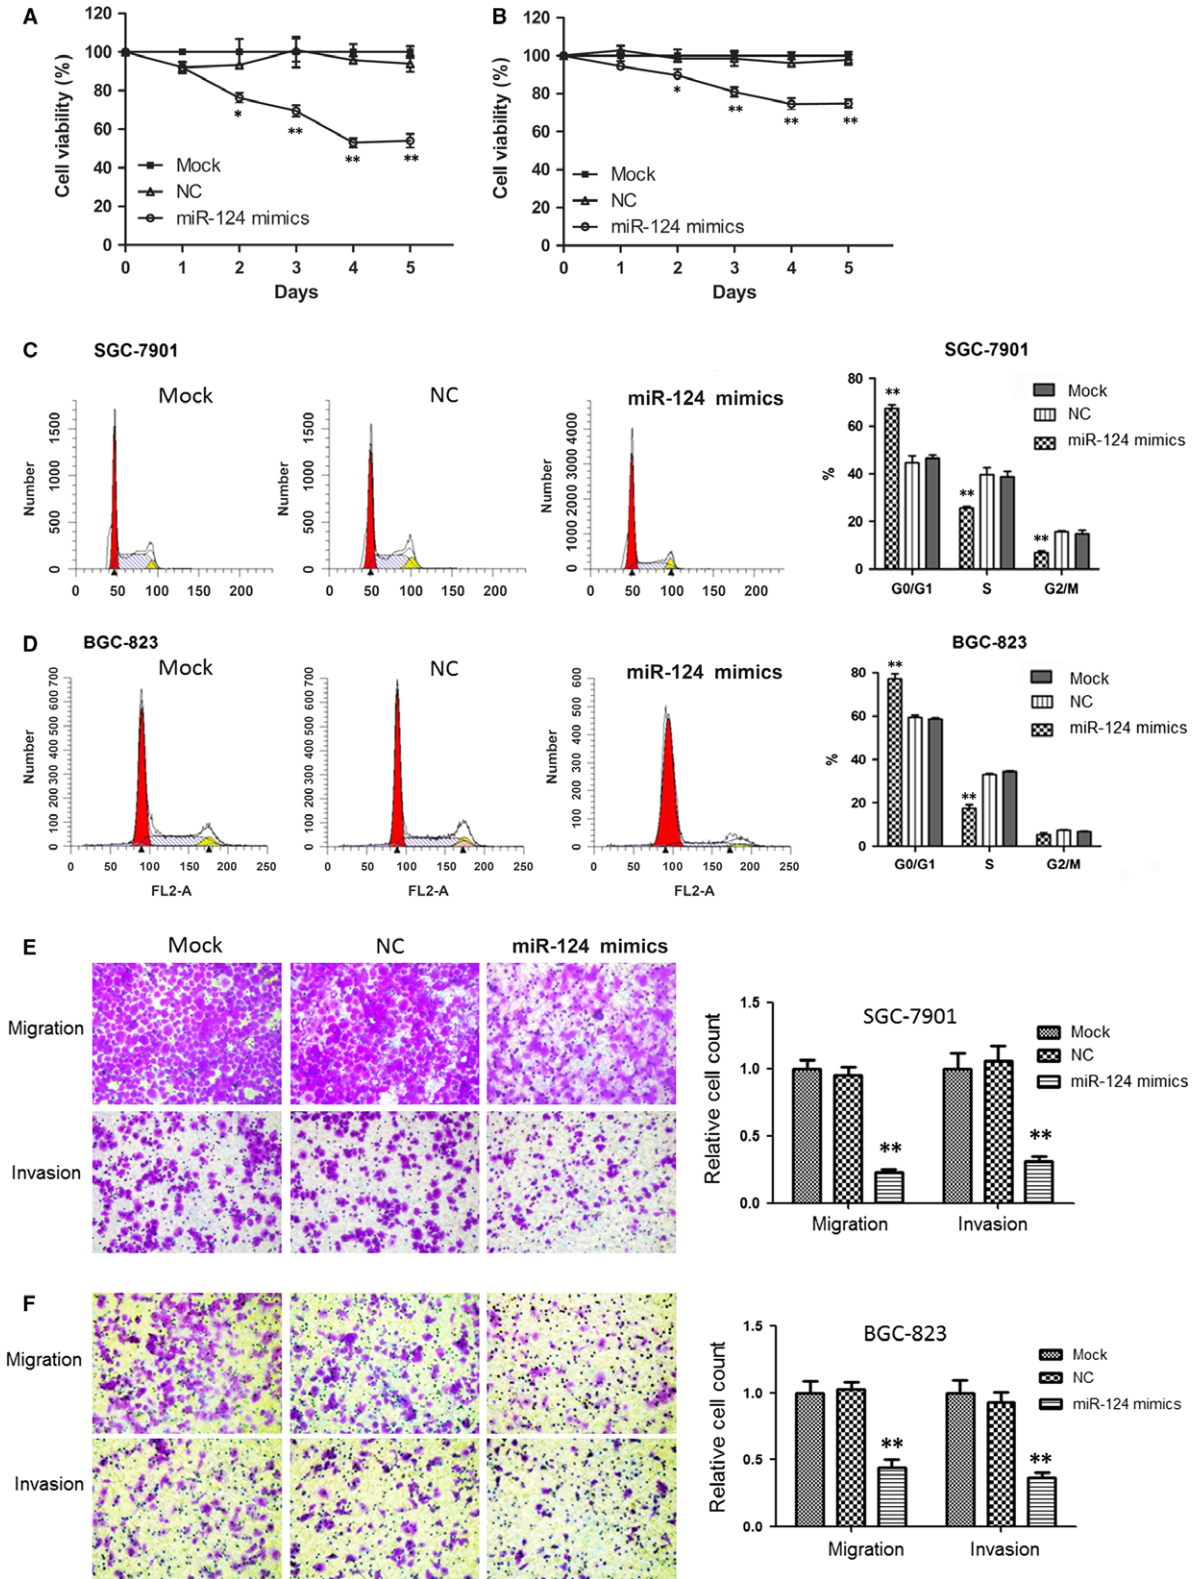 A
Cell viability (%)
120
100
80
60
40
20
0
* ** ** **
Mock
NC
miR-124 mimics
0 1 2 3 4 5
Days
B
Cell viability (%)
120
100
80
60
40
20
0
* ** ** **
Mock
NC
miR-124 mimics
0 1 2 3 4 5
Days
C
SGC-7901
Mock
Number
0 500 1000 1500
0 50 100 150 200
NC
Number
0 500 1000 1500
0 50 100 150 200
miR-124 mimics
Number
0 1000 2000 3000 4000
0 50 100 150 200
SGC-7901
%
80
60
40
20
0
** ** **
Mock
NC
miR-124 mimics
G0/G1 S G2/M
D
BGC-823
Mock
Number
0 100 200 300 400 500 600 700
0 50 100 150 200 250
FL2-A
NC
Number
0 100 200 300 400 500 600 700
0 50 100 150 200 250
FL2-A
miR-124 mimics
Number
0 100 200 300 400 500 600
0 50 100 150 200 250
FL2-A
BGC-823
%
80
60
40
20
0
** **
Mock
NC
miR-124 mimics
G0/G1 S G2/M
E
Mock NC miR-124 mimics
Migration
Invasion
SGC-7901
Relative cell count
1.5
1.0
0.5
0.0
** **
Mock
NC
miR-124 mimics
Migration Invasion
F
Migration
Invasion
BGC-823
Relative cell count
1.5
1.0
0.5
0.0
** **
Mock
NC
miR-124 mimics
Migration Invasion